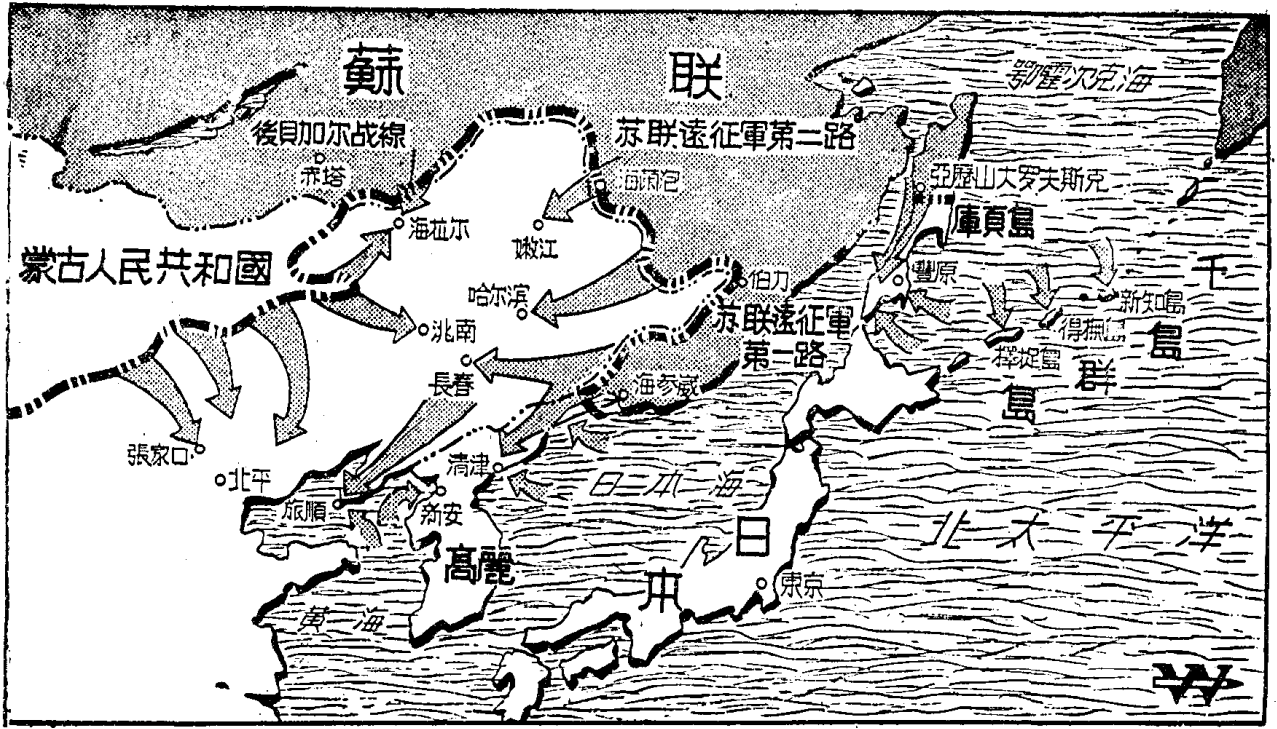 蘇联
鄂霍次克海
後貝加尔战線
苏联遠征軍第二路
赤塔
海蘭泡
亞歷山大罗夫斯克
海拉尔
嫩江
庫頁島
蒙古人民共和國
豐原
千
伯力
哈尔滨
新知島
苏联遠征軍
第一路
得撫島
島
洮南
擇捉島
群
長春
海参崴
島
張家口
清津
北平
日本海
旅順
新安
北太平洋
日
高麗
本
東京
黄海
W